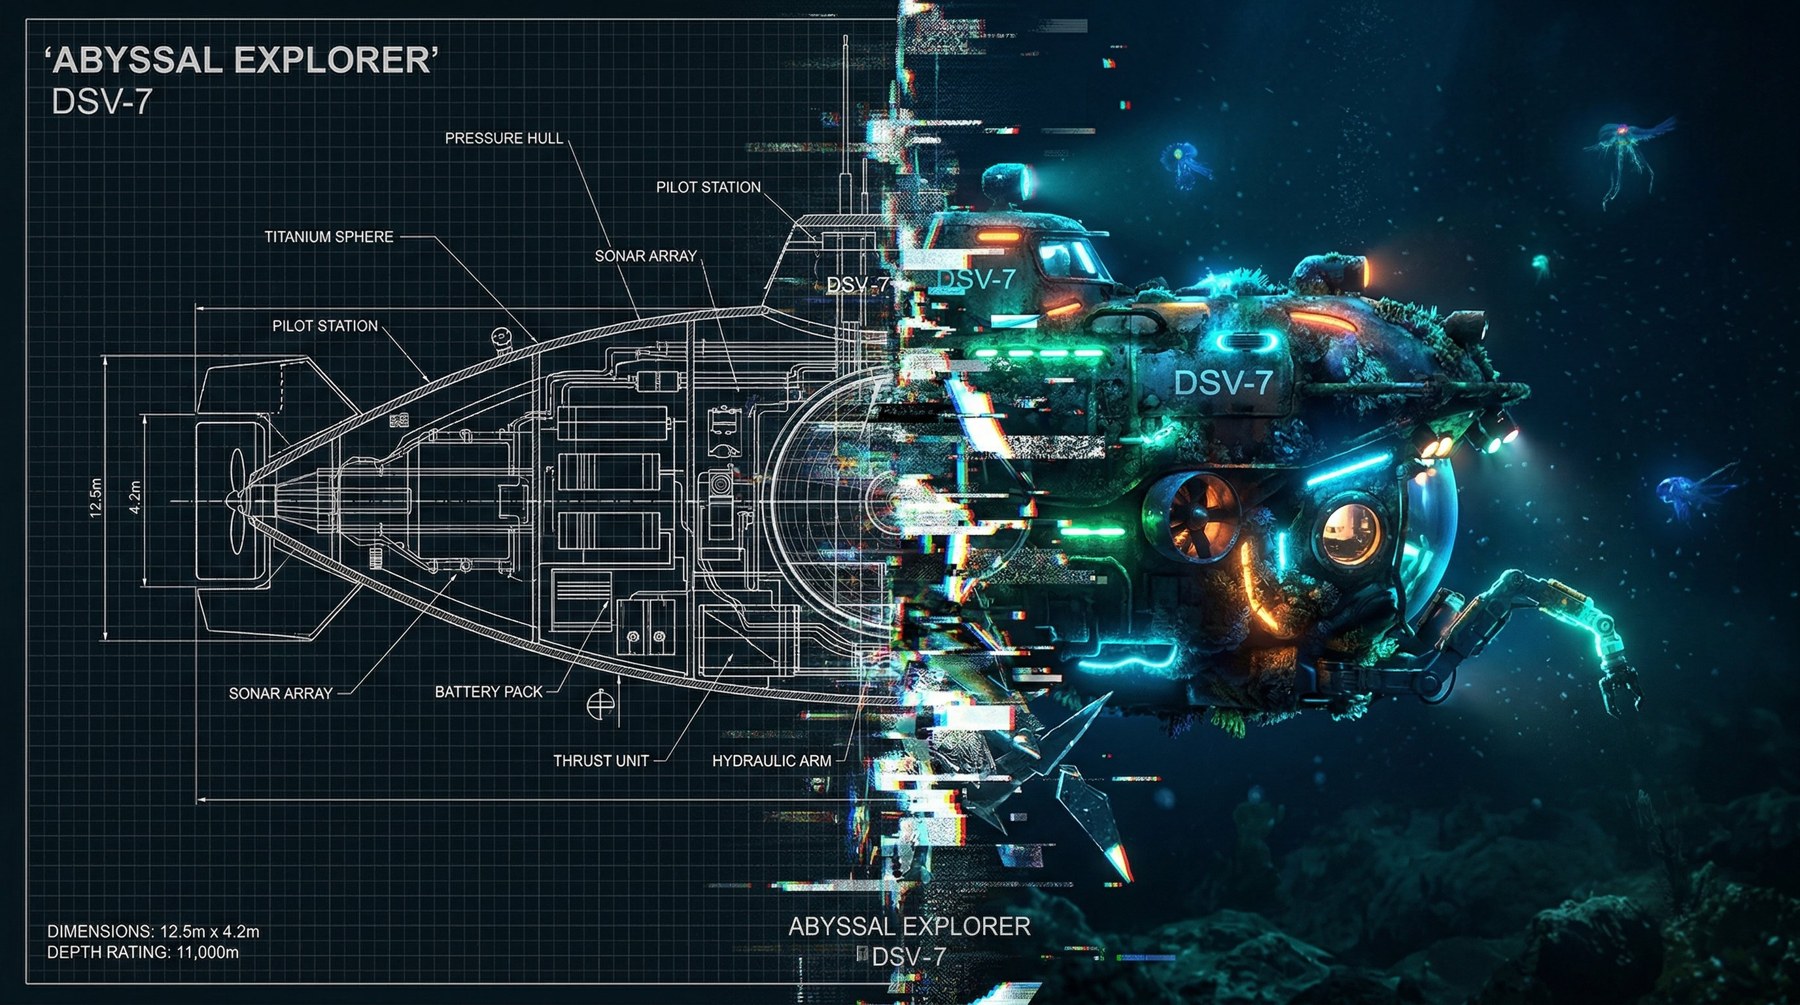 ‘ABYSSAL EXPLORER’
DSV-7
PRESSURE HULL
PILOT STATION
TITANIUM SPHERE
SONAR ARRAY
DSV-7
DSV-7
PILOT STATION
DSV-7
12.5m
4.2m
SONAR ARRAY
BATTERY PACK
THRUST UNIT
HYDRAULIC ARM
ABYSSAL EXPLORER
DSV-7
DIMENSIONS: 12.5m x 4.2m
DEPTH RATING: 11,000m